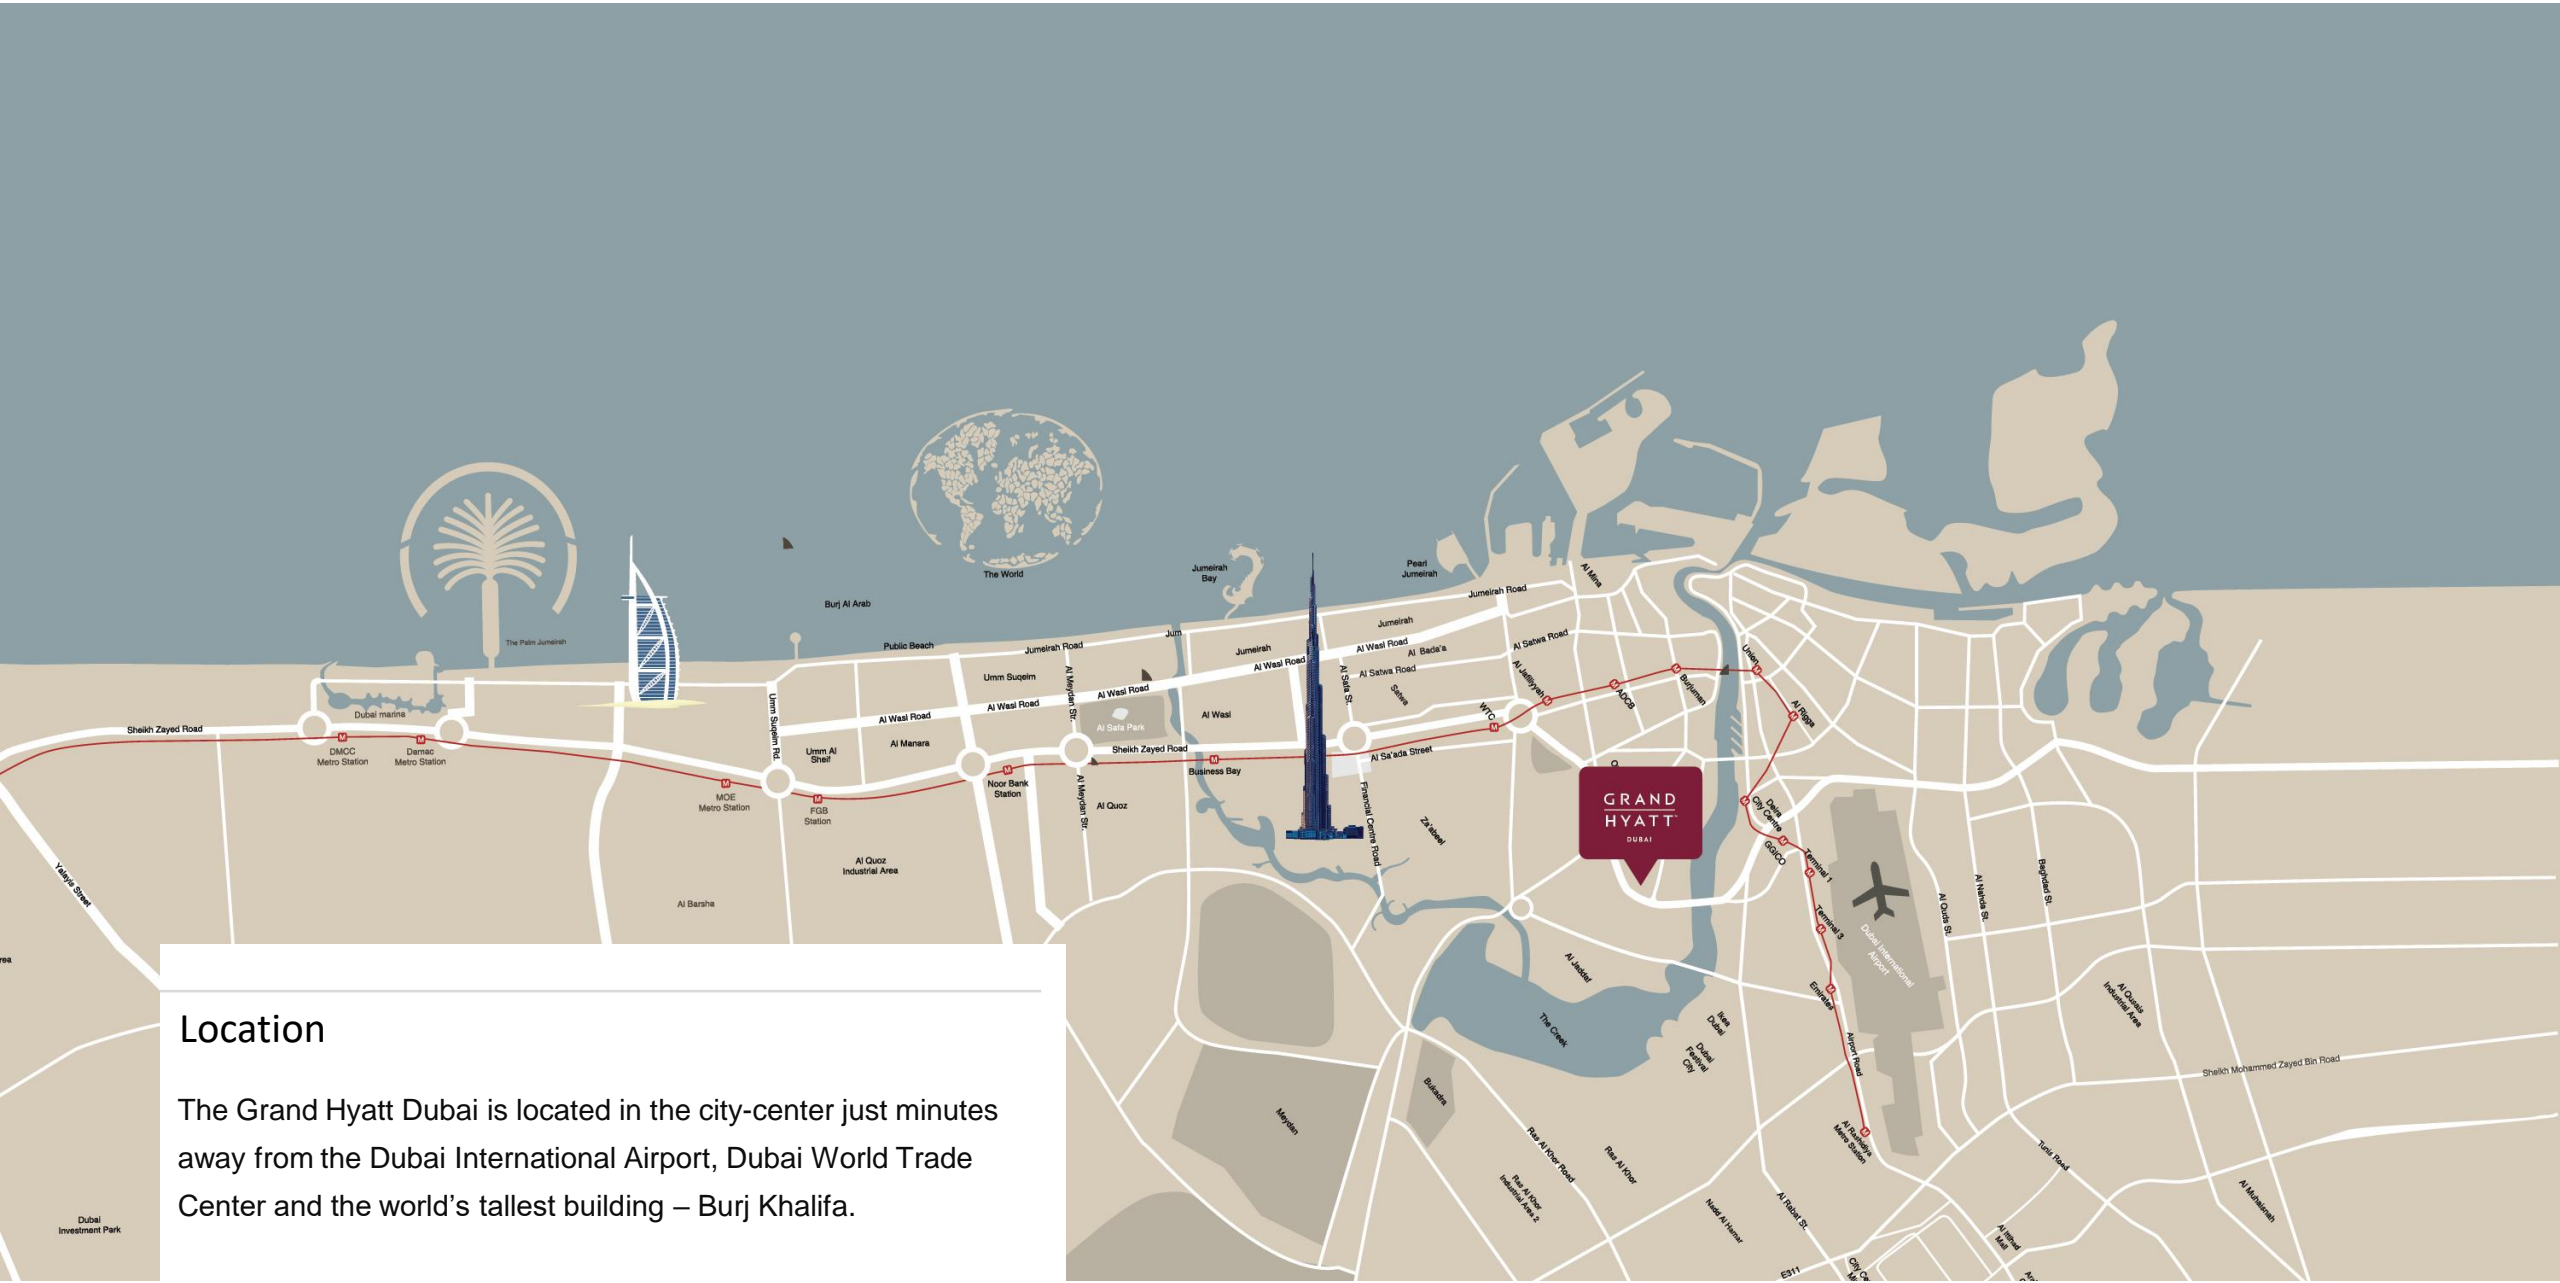 The World
Jumeirah
Bay
Pearl
Jumeirah
Al Mina
Burj Al Arab
Jumeirah Road
The Palm Jumeirah
Public Beach
Jumeirah Road
Jum
Jumeirah
Jumeirah
Al Wasl Road
Al Bada'a
Al Satwa Road
Umm Suqeim
Al Wasl Road
Al Satwa Road
Al Safa St.
Satwa
Al Jafiliyyah
ADCB
Burjuman
Union
Al Rigga
Al Meydan Str.
Al Wasl Road
Al Wasl Road
Al Wasl Road
Al Safa Park
Al Wasl
WTC
Umm Suqeim Rd.
Dubai marina
Sheikh Zayed Road
DMCC
Metro Station
Damac
Metro Station
Umm Al
Sheif
Al Manara
Sheikh Zayed Road
Business Bay
Al Sa'ada Street
MOE
Metro Station
FGB
Station
Noor Bank
Station
Al Meydan Str.
Al Quoz
Financial Centre Road
Za'abeel
GRAND
HYATT
DUBAI
Deira
City Centre
GGICO
Terminal 1
Terminal 3
Dubai International
Airport
Emirates
Airport Road
Al Rashidiya
Metro Station
Al Quds St.
Al Nahda St.
Baghdad St.
Al Qusais
Industrial Area
Sheikh Mohammed Zayed Bin Road
Yalayis Street
Al Quoz
Industrial Area
Al Barsha
rea
Al Jaddaf
The Creek
Ikea
Dubai
Dubai
Festival
City
Bukadra
Meydan
Ras Al Khor Road
Ras Al Khor
Ras Al Khor
Industrial Area 2
Nadd Al Hamar
Al Rabat St.
Tunis Road
Al Muhaisnah
Al Ittihad
Mall
E311
Dubai
Investment Park
Location
The Grand Hyatt Dubai is located in the city-center just minutes
away from the Dubai International Airport, Dubai World Trade
Center and the world’s tallest building – Burj Khalifa.